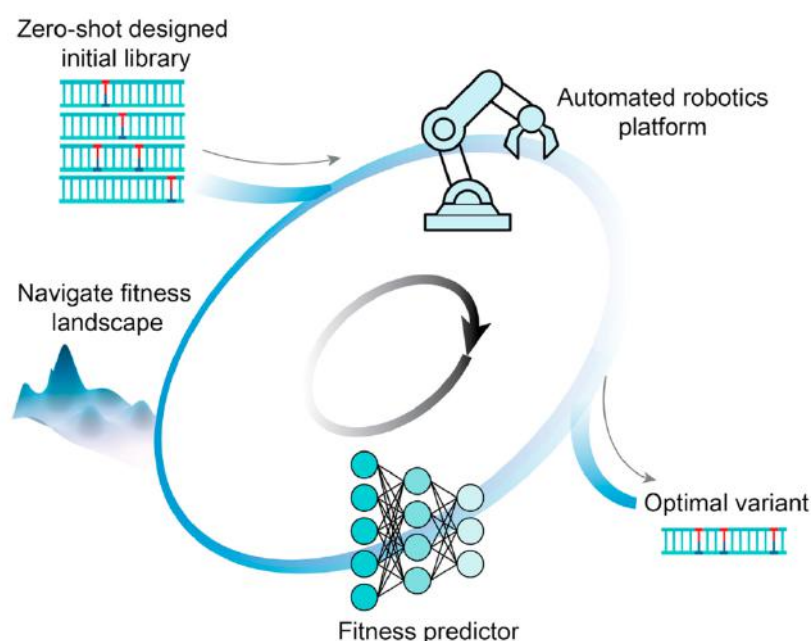 Zero-shot designed
initial library
Automated robotics
platform
Navigate fitness
landscape
Optimal variant
Fitness predictor